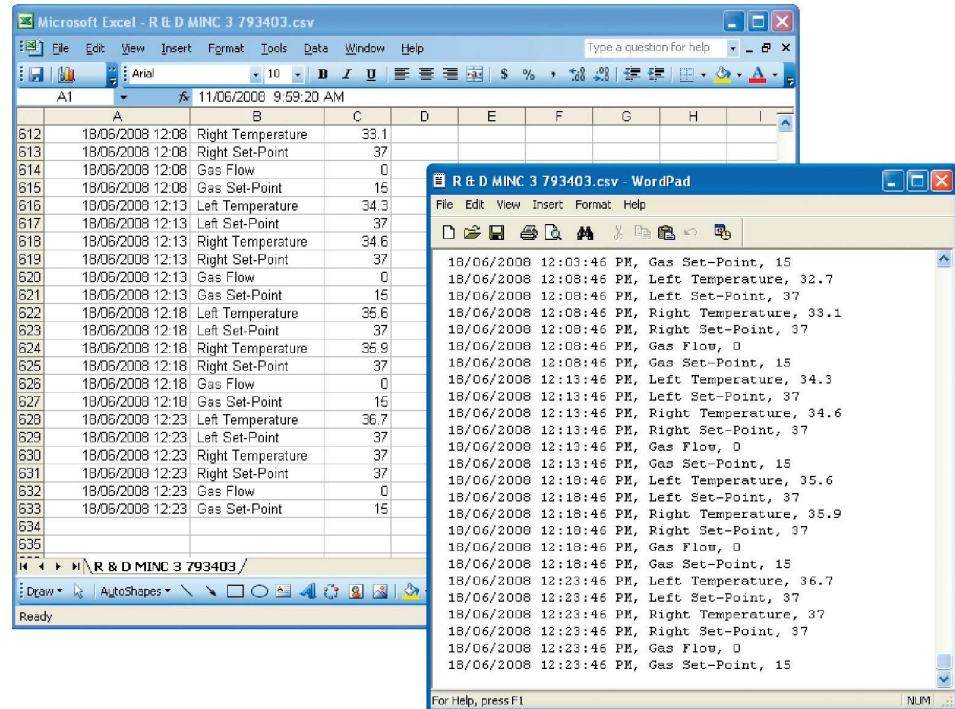 Microsoft Excel - R & D MINC 3 793403.csv
File Edit View Insert Format Tools Data Window Help Type a question for help
Arial 10 B I U $ % ,
A1 fx 11/06/2008 9:59:20 AM
A B C D E F G H I
612 18/06/2008 12:08 Right Temperature 33.1
613 18/06/2008 12:08 Right Set-Point 37
614 18/06/2008 12:08 Gas Flow 0
615 18/06/2008 12:08 Gas Set-Point 15
616 18/06/2008 12:13 Left Temperature 34.3
617 18/06/2008 12:13 Left Set-Point 37
618 18/06/2008 12:13 Right Temperature 34.6
619 18/06/2008 12:13 Right Set-Point 37
620 18/06/2008 12:13 Gas Flow 0
621 18/06/2008 12:13 Gas Set-Point 15
622 18/06/2008 12:18 Left Temperature 35.6
623 18/06/2008 12:18 Left Set-Point 37
624 18/06/2008 12:18 Right Temperature 35.9
625 18/06/2008 12:18 Right Set-Point 37
626 18/06/2008 12:18 Gas Flow 0
627 18/06/2008 12:18 Gas Set-Point 15
628 18/06/2008 12:23 Left Temperature 36.7
629 18/06/2008 12:23 Left Set-Point 37
630 18/06/2008 12:23 Right Temperature 37
631 18/06/2008 12:23 Right Set-Point 37
632 18/06/2008 12:23 Gas Flow 0
633 18/06/2008 12:23 Gas Set-Point 15
634
635
R & D MINC 3 793403
Draw AutoShapes
Ready
R & D MINC 3 793403.csv - WordPad
File Edit View Insert Format Help
18/06/2008 12:03:46 PM, Gas Set-Point, 15
18/06/2008 12:08:46 PM, Left Temperature, 32.7
18/06/2008 12:08:46 PM, Left Set-Point, 37
18/06/2008 12:08:46 PM, Right Temperature, 33.1
18/06/2008 12:08:46 PM, Right Set-Point, 37
18/06/2008 12:08:46 PM, Gas Flow, 0
18/06/2008 12:08:46 PM, Gas Set-Point, 15
18/06/2008 12:13:46 PM, Left Temperature, 34.3
18/06/2008 12:13:46 PM, Left Set-Point, 37
18/06/2008 12:13:46 PM, Right Temperature, 34.6
18/06/2008 12:13:46 PM, Right Set-Point, 37
18/06/2008 12:13:46 PM, Gas Flow, 0
18/06/2008 12:13:46 PM, Gas Set-Point, 15
18/06/2008 12:18:46 PM, Left Temperature, 35.6
18/06/2008 12:18:46 PM, Left Set-Point, 37
18/06/2008 12:18:46 PM, Right Temperature, 35.9
18/06/2008 12:18:46 PM, Right Set-Point, 37
18/06/2008 12:18:46 PM, Gas Flow, 0
18/06/2008 12:18:46 PM, Gas Set-Point, 15
18/06/2008 12:23:46 PM, Left Temperature, 36.7
18/06/2008 12:23:46 PM, Left Set-Point, 37
18/06/2008 12:23:46 PM, Right Temperature, 37
18/06/2008 12:23:46 PM, Right Set-Point, 37
18/06/2008 12:23:46 PM, Gas Flow, 0
18/06/2008 12:23:46 PM, Gas Set-Point, 15
For Help, press F1 NUM